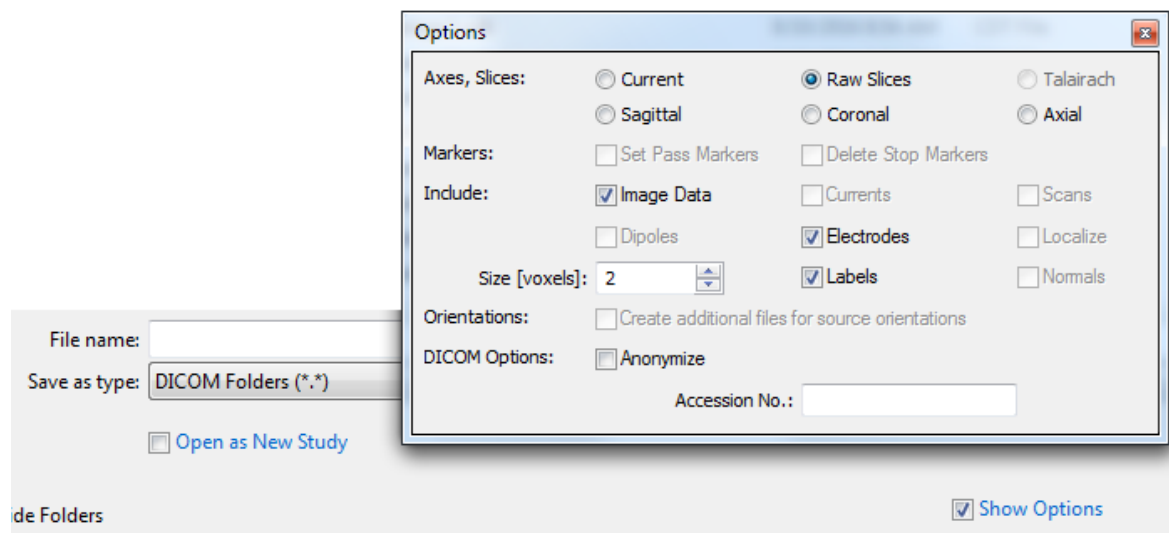 Options
Axes, Slices: Current Raw Slices Talairach
Sagittal Coronal Axial
Markers: Set Pass Markers Delete Stop Markers
Include: Image Data Currents Scans
Dipoles Electrodes Localize
Size [voxels]: 2 Labels Normals
Orientations: Create additional files for source orientations
DICOM Options: Anonymize
Accession No.:
File name:
Save as type: DICOM Folders (*.*)
Open as New Study
ide Folders Show Options